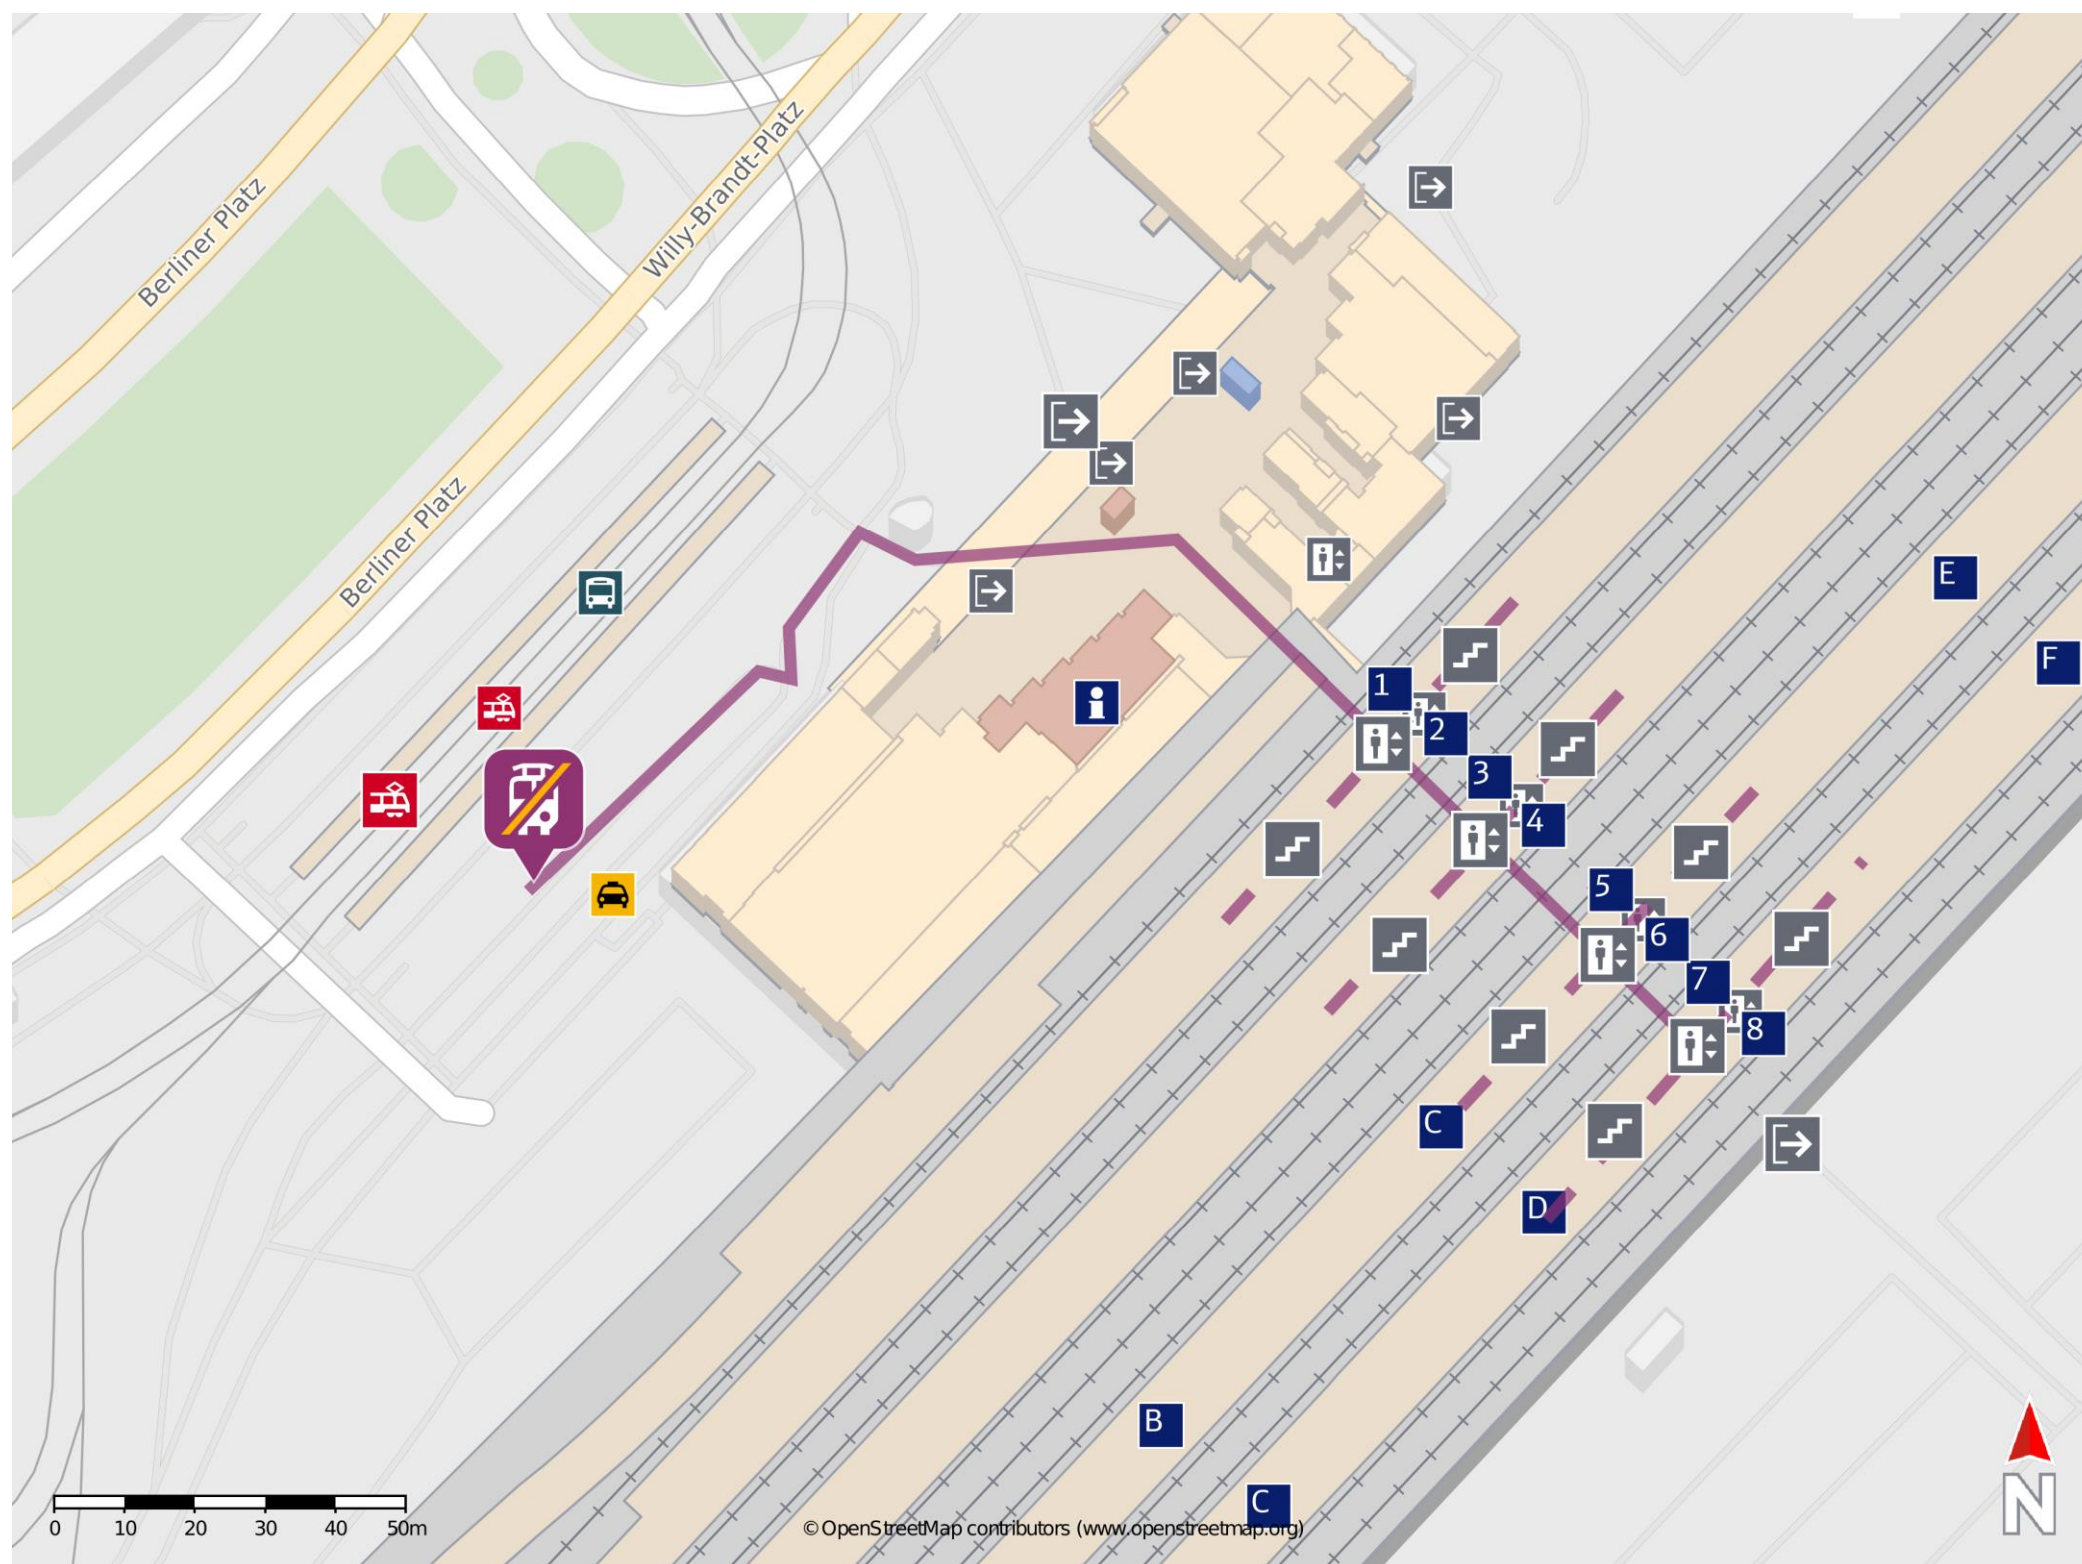 Berliner Platz
Willy-Brandt-Platz
Berliner Platz
E
F
1
2
3
4
5
6
7
8
C
D
B
C
0 10 20 30 40 50m
© OpenStreetMap contributors (www.openstreetmap.org)
N